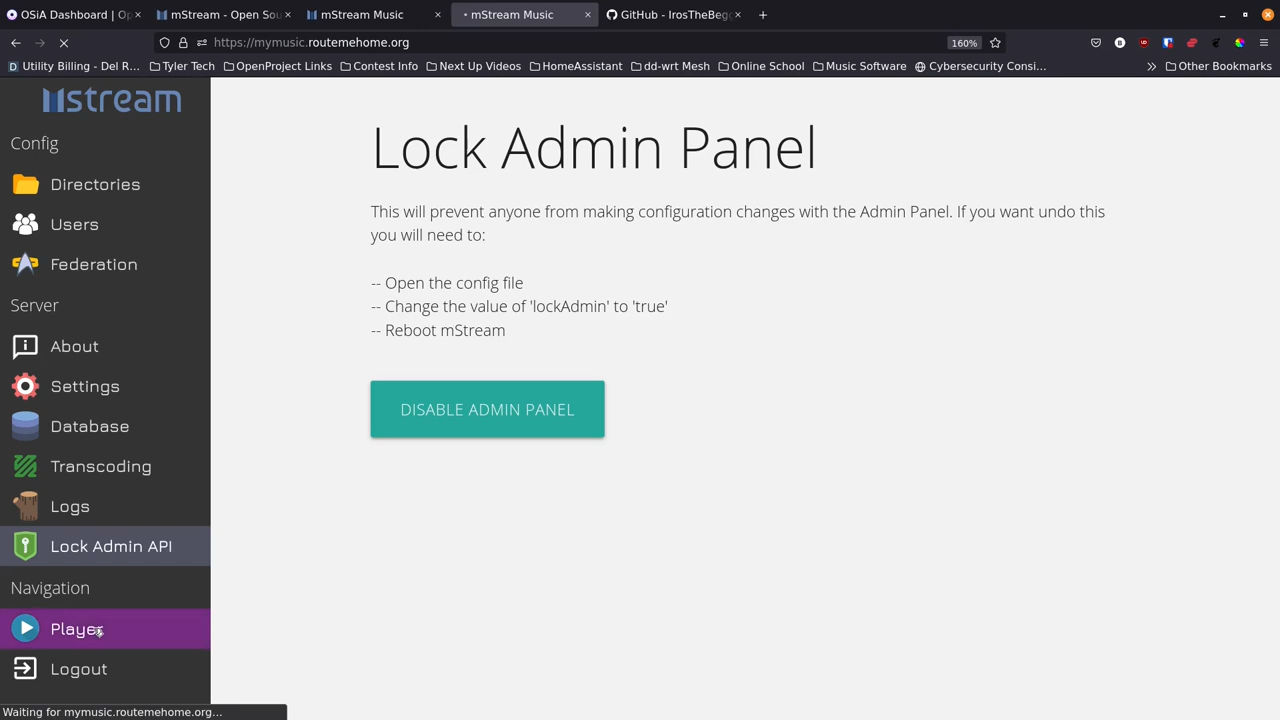 OSiA Dashboard | Op
mStream - Open Sou
mStream Music
mStream Music
GitHub - IrosTheBegg
https://mymusic.routemehome.org
160%
Utility Billing - Del R…
Tyler Tech
OpenProject Links
Contest Info
Next Up Videos
HomeAssistant
dd-wrt Mesh
Online School
Music Software
Cybersecurity Consi…
Other Bookmarks
mstream
Config
Directories
Users
Federation
Server
About
Settings
Database
Transcoding
Logs
Lock Admin API
Navigation
Player
Logout
Lock Admin Panel
This will prevent anyone from making configuration changes with the Admin Panel. If you want undo this
you will need to:
-- Open the config file
-- Change the value of 'lockAdmin' to 'true'
-- Reboot mStream
DISABLE ADMIN PANEL
Waiting for mymusic.routemehome.org…